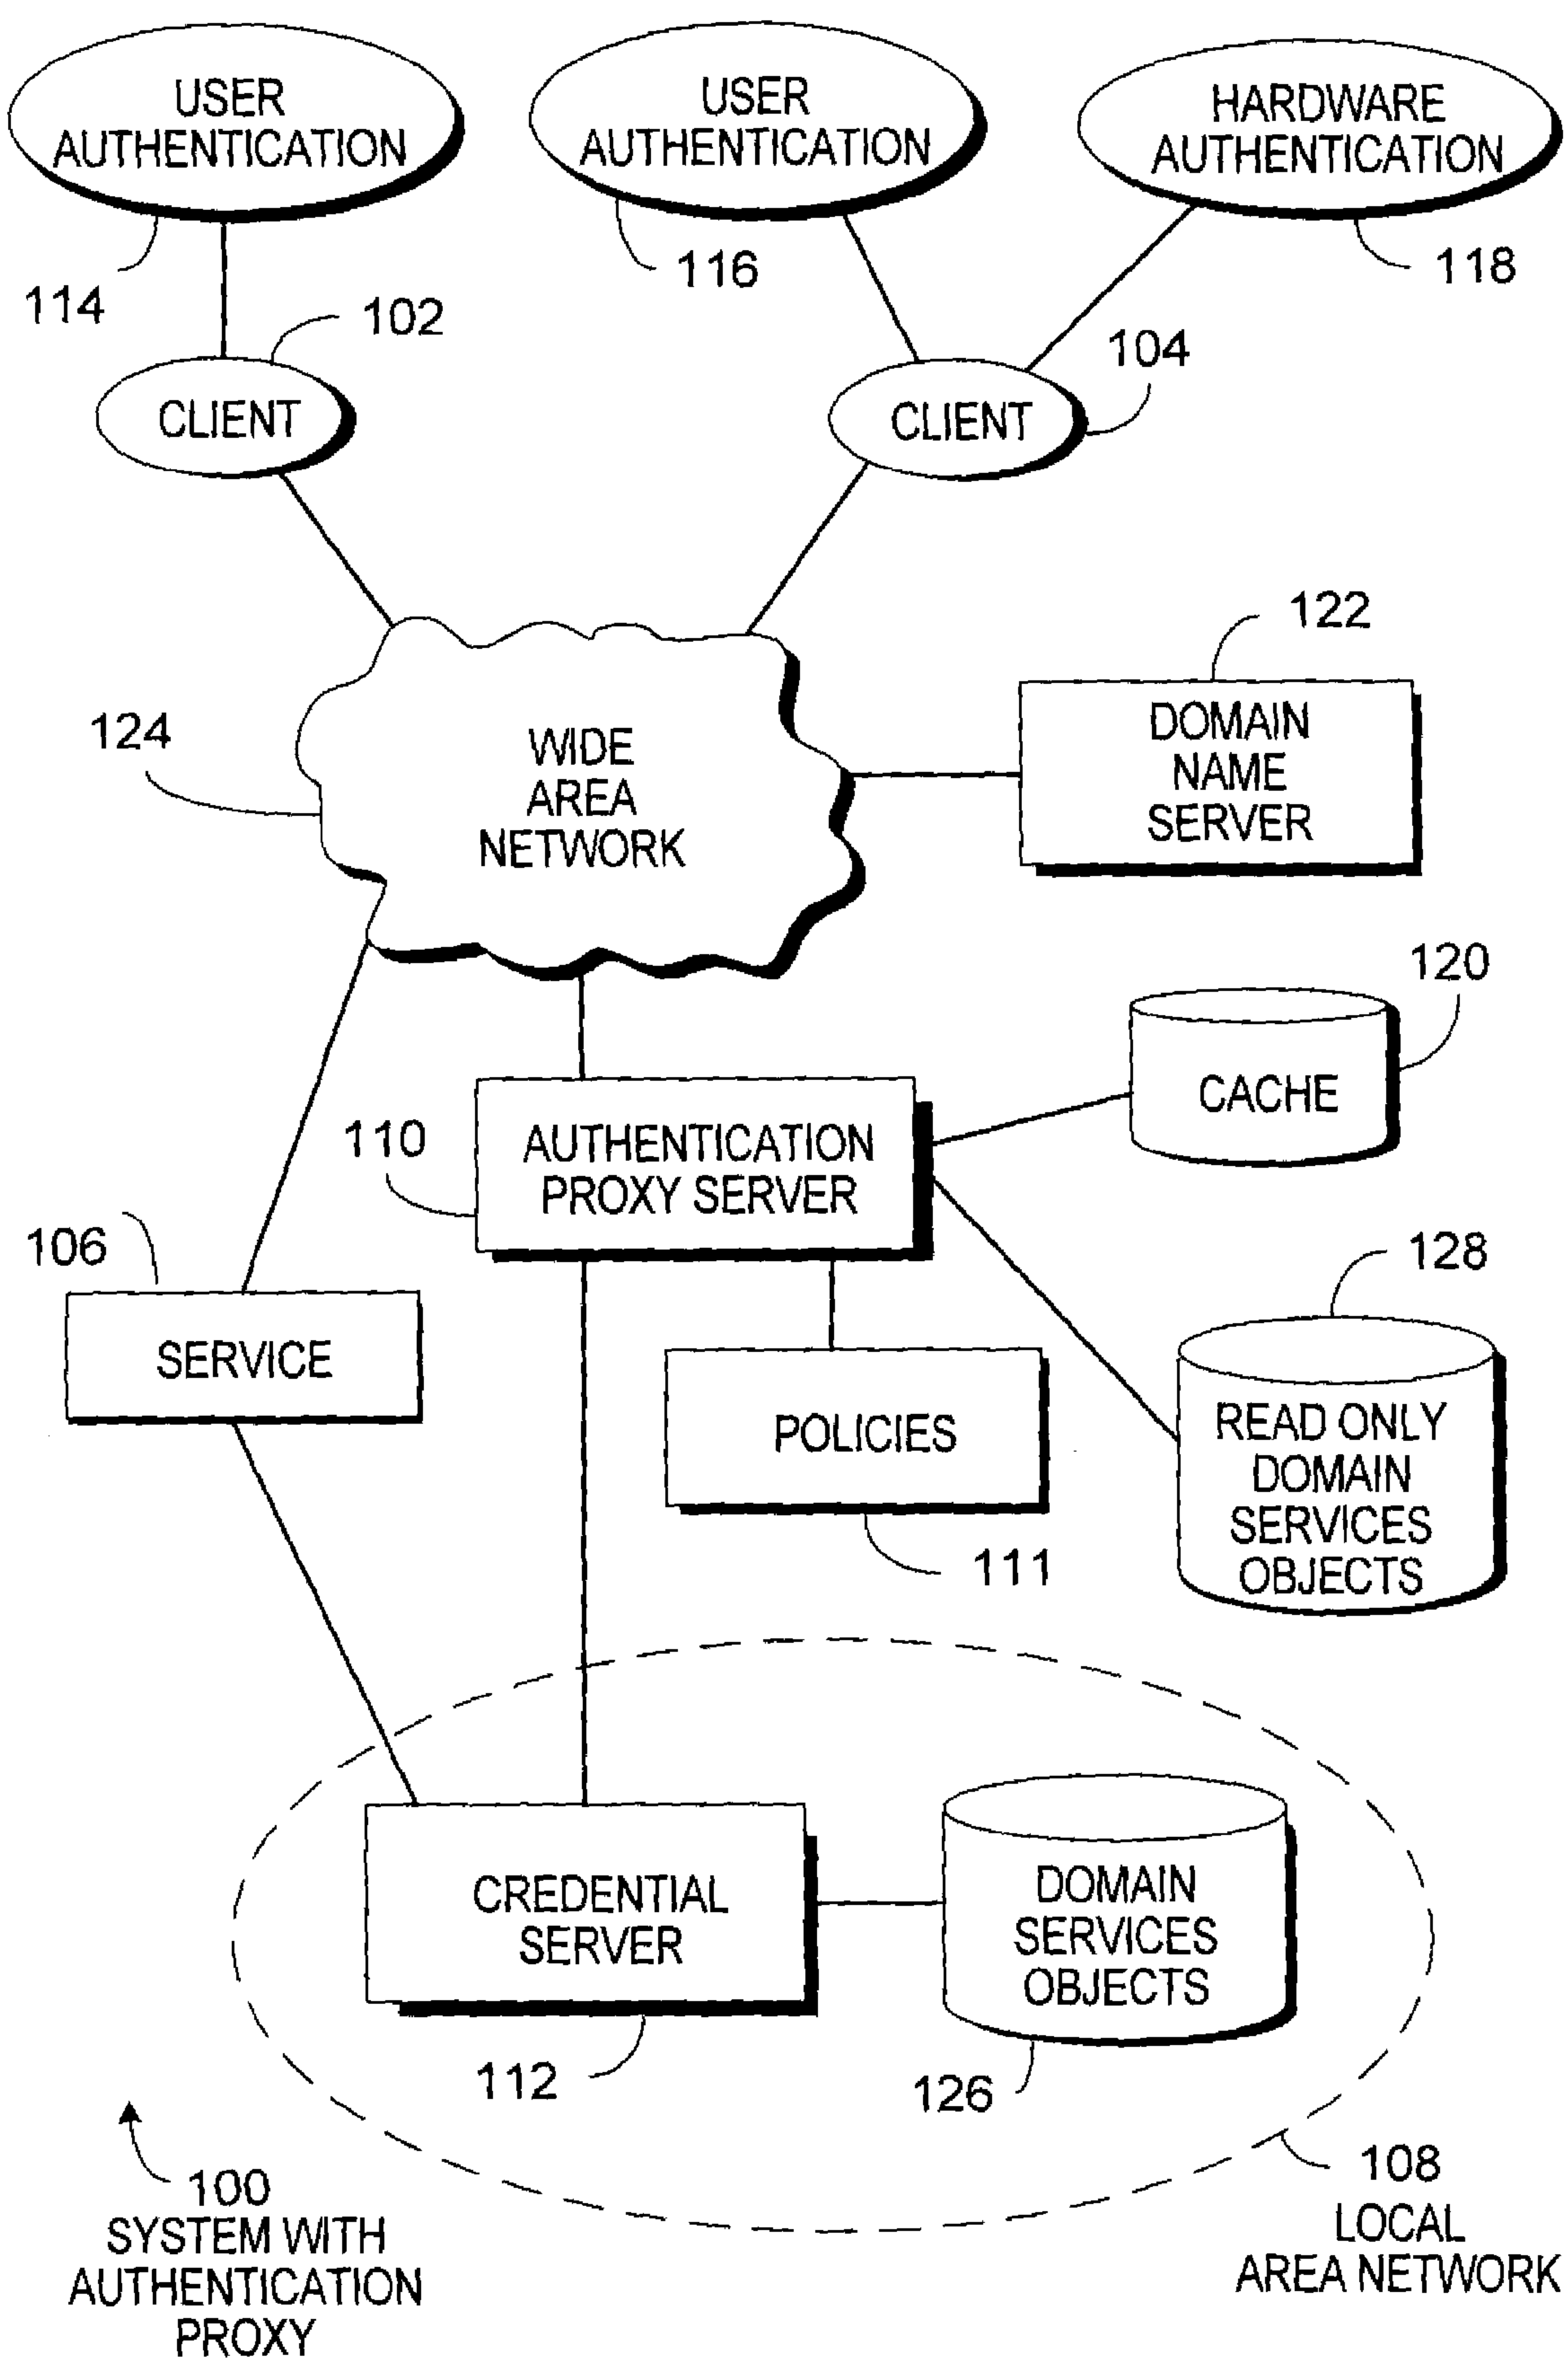 USER
AUTHENTICATION
USER
AUTHENTICATION
HARDWARE
AUTHENTICATION
114
116
118
102
CLIENT
104
CLIENT
122
124
WIDE
AREA
NETWORK
DOMAIN
NAME
SERVER
120
CACHE
110
AUTHENTICATION
PROXY SERVER
106
SERVICE
128
POLICIES
111
READ ONLY
DOMAIN
SERVICES
OBJECTS
CREDENTIAL
SERVER
DOMAIN
SERVICES
OBJECTS
112
126
100
SYSTEM WITH
AUTHENTICATION
PROXY
108
LOCAL
AREA NETWORK